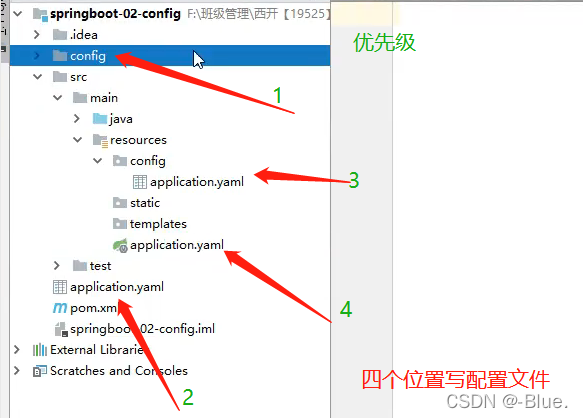 springboot-02-config F:\班级管理\西开【19525】
优先级
.idea
config
1
src
main
java
resources
config
application.yaml
3
static
templates
application.yaml
4
test
application.yaml
2
pom.xm
springboot-02-config.iml
External Librarie
Scratches and Consoles
四个位置写配置文件
CSDN @-Blue.